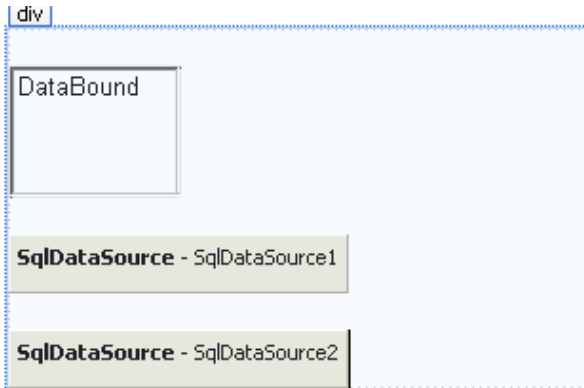 div
DataBound
SqlDataSource - SqlDataSource1
SqlDataSource - SqlDataSource2